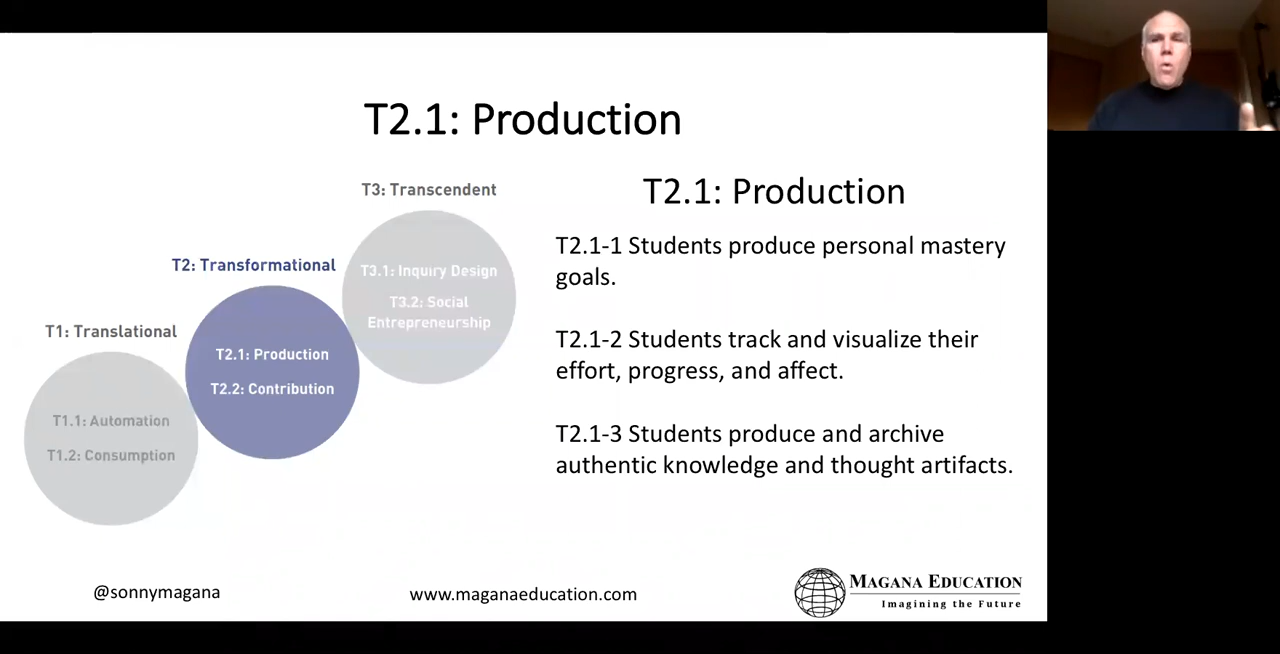 T2.1: Production
T3: Transcendent
T3.1: Inquiry Design
T3.2: Social
Entrepreneurship
T2: Transformational
T2.1: Production
T2.2: Contribution
T1: Translational
T1.1: Automation
T1.2: Consumption
T2.1: Production
T2.1-1 Students produce personal mastery
goals.
T2.1-2 Students track and visualize their
effort, progress, and affect.
T2.1-3 Students produce and archive
authentic knowledge and thought artifacts.
@sonnymagana
www.maganaeducation.com
MAGANA EDUCATION
Imagining the Future